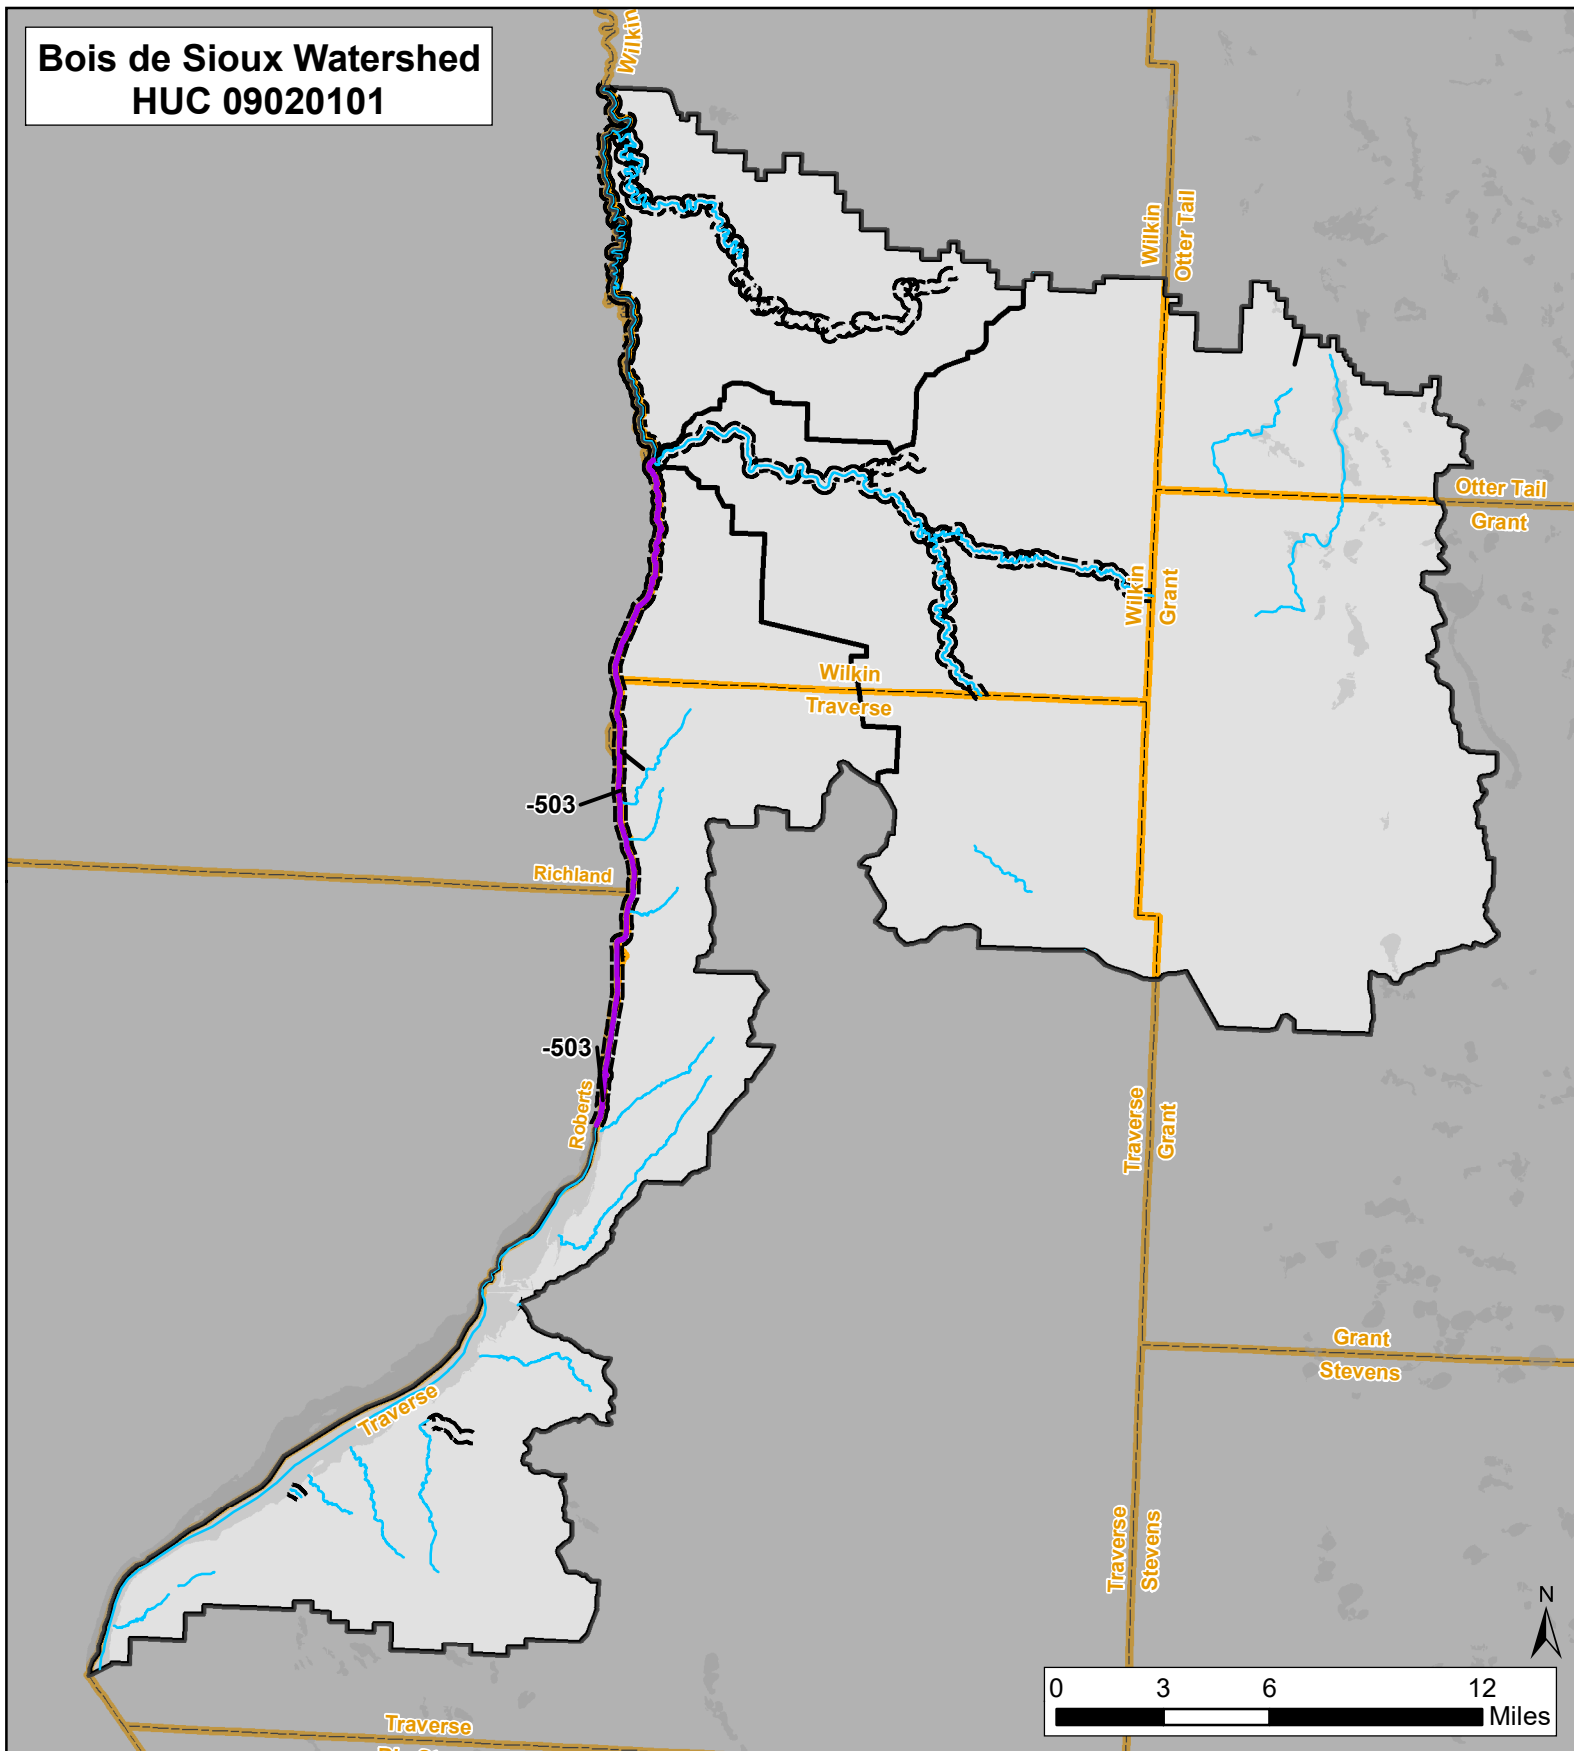 Bois de Sioux Watershed
HUC 09020101
Wilkin
Wilkin
Otter Tail
Otter Tail
Grant
Wilkin
Grant
Wilkin
Traverse
-503
Richland
-503
Roberts
Traverse
Grant
Grant
Stevens
Traverse
Traverse
Stevens
N
0 3 6 12
Miles
Traverse